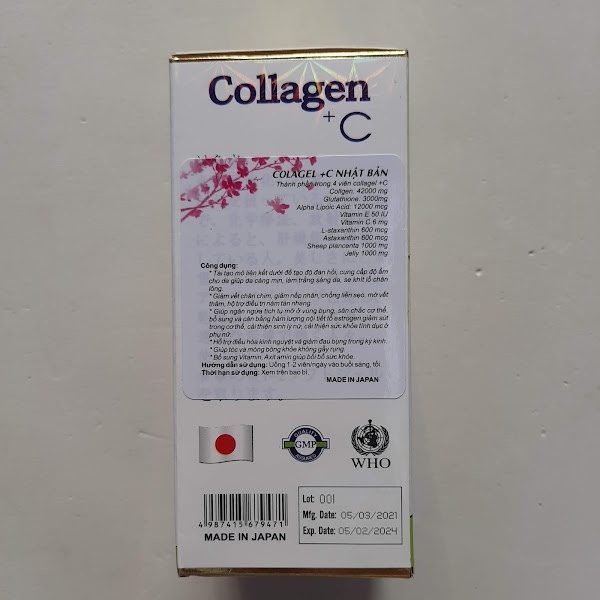 Collagen
+C
COLAGEL +C NHẬT BẢN
Thành phần trong 4 viên collagel +C
Colligen: 42000 mg
Glutathione: 3000mg
Alpha Lipoic Acid: 12000 mcg
Vitamin E 50 IU
Vitamin C 6 mg
L-staxanthin 600 mcg
Astaxanthin 600 mcg
Sheep plancenta 1000 mg
Jelly 1000 mg
Công dụng:
* Tái tạo mô liên kết dưới để tạo độ đàn hồi, cung cấp độ ẩm
cho da giúp da căng mịn, làm trắng sáng da, se khít lỗ chân
lông.
* Giảm vết chân chim, giảm nếp nhăn, chống liền sẹo, mờ vết
thâm, hỗ trợ điều trị nám tàn nhang
* Giúp ngăn ngừa tích tụ mỡ ở vùng bụng, săn chắc cơ thể,
bổ sung và cân bằng hàm lượng nội tiết tố estrogen giảm sút
trong cơ thể, cải thiện sinh lý nữ, cải thiện sức khỏe tình dục ở
phụ nữ.
* Hỗ trợ điều hòa kinh nguyệt và giảm đau bụng trong kỳ kinh.
* Giúp tóc và móng bóng khỏe không gẫy rụng.
* Bổ sung Vitamin, Axit amin giúp bồi bổ sức khỏe.
Hướng dẫn sử dụng: Uống 1-2 viên/ngày vào buổi sáng, tối.
Thời hạn sử dụng: Xem trên bao bì.
MADE IN JAPAN
QUALITY
GMP
WHO
4 987415 679471
MADE IN JAPAN
Lot: 001
Mfg. Date: 05/03/2021
Exp. Date: 05/02/2024